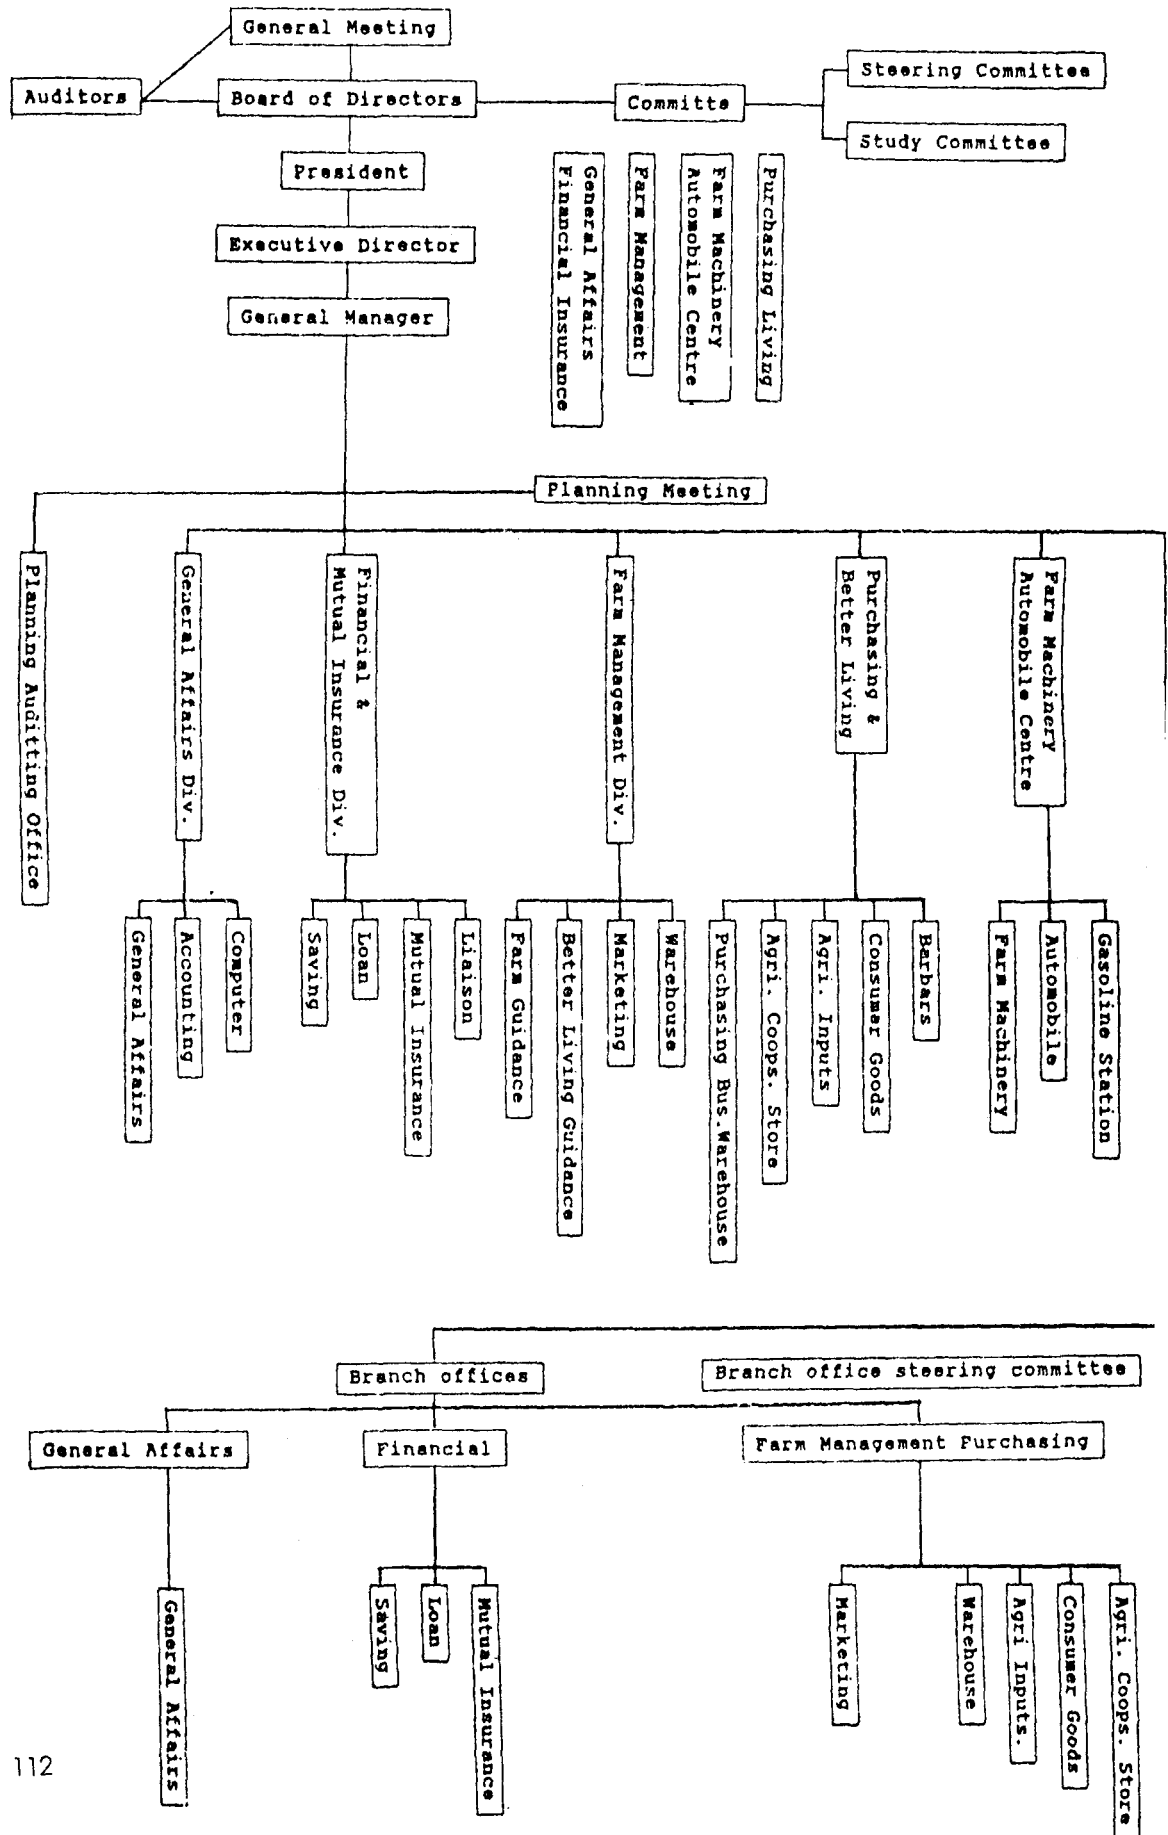 General Meeting
Auditors
Board of Directors
Committe
Steering Committee
Study Committee
President
Executive Director
General Manager
General Affairs
Financial Insurance
Farm Management
Farm Machinery
Automobile Centre
Purchasing Living
Planning Meeting
Planning Auditting Office
General Affairs Div.
Financial &
Mutual Insurance Div.
Farm Management Div.
Purchasing &
Better Living
Farm Machinery
Automobile Centre
General Affairs
Accounting
Computer
Saving
Loan
Mutual Insurance
Liaison
Farm Guidance
Better Living Guidance
Marketing
Warehouse
Purchasing Bus.Warehouse
Agri. Coops. Store
Agri. Inputs
Consumer Goods
Barbars
Farm Machinery
Automobile
Gasoline Station
Branch offices
Branch office steering committee
General Affairs
Financial
Farm Management Purchasing
General Affairs
Saving
Loan
Mutual Insurance
Marketing
Warehouse
Agri Inputs.
Consumer Goods
Agri. Coops. Store
112